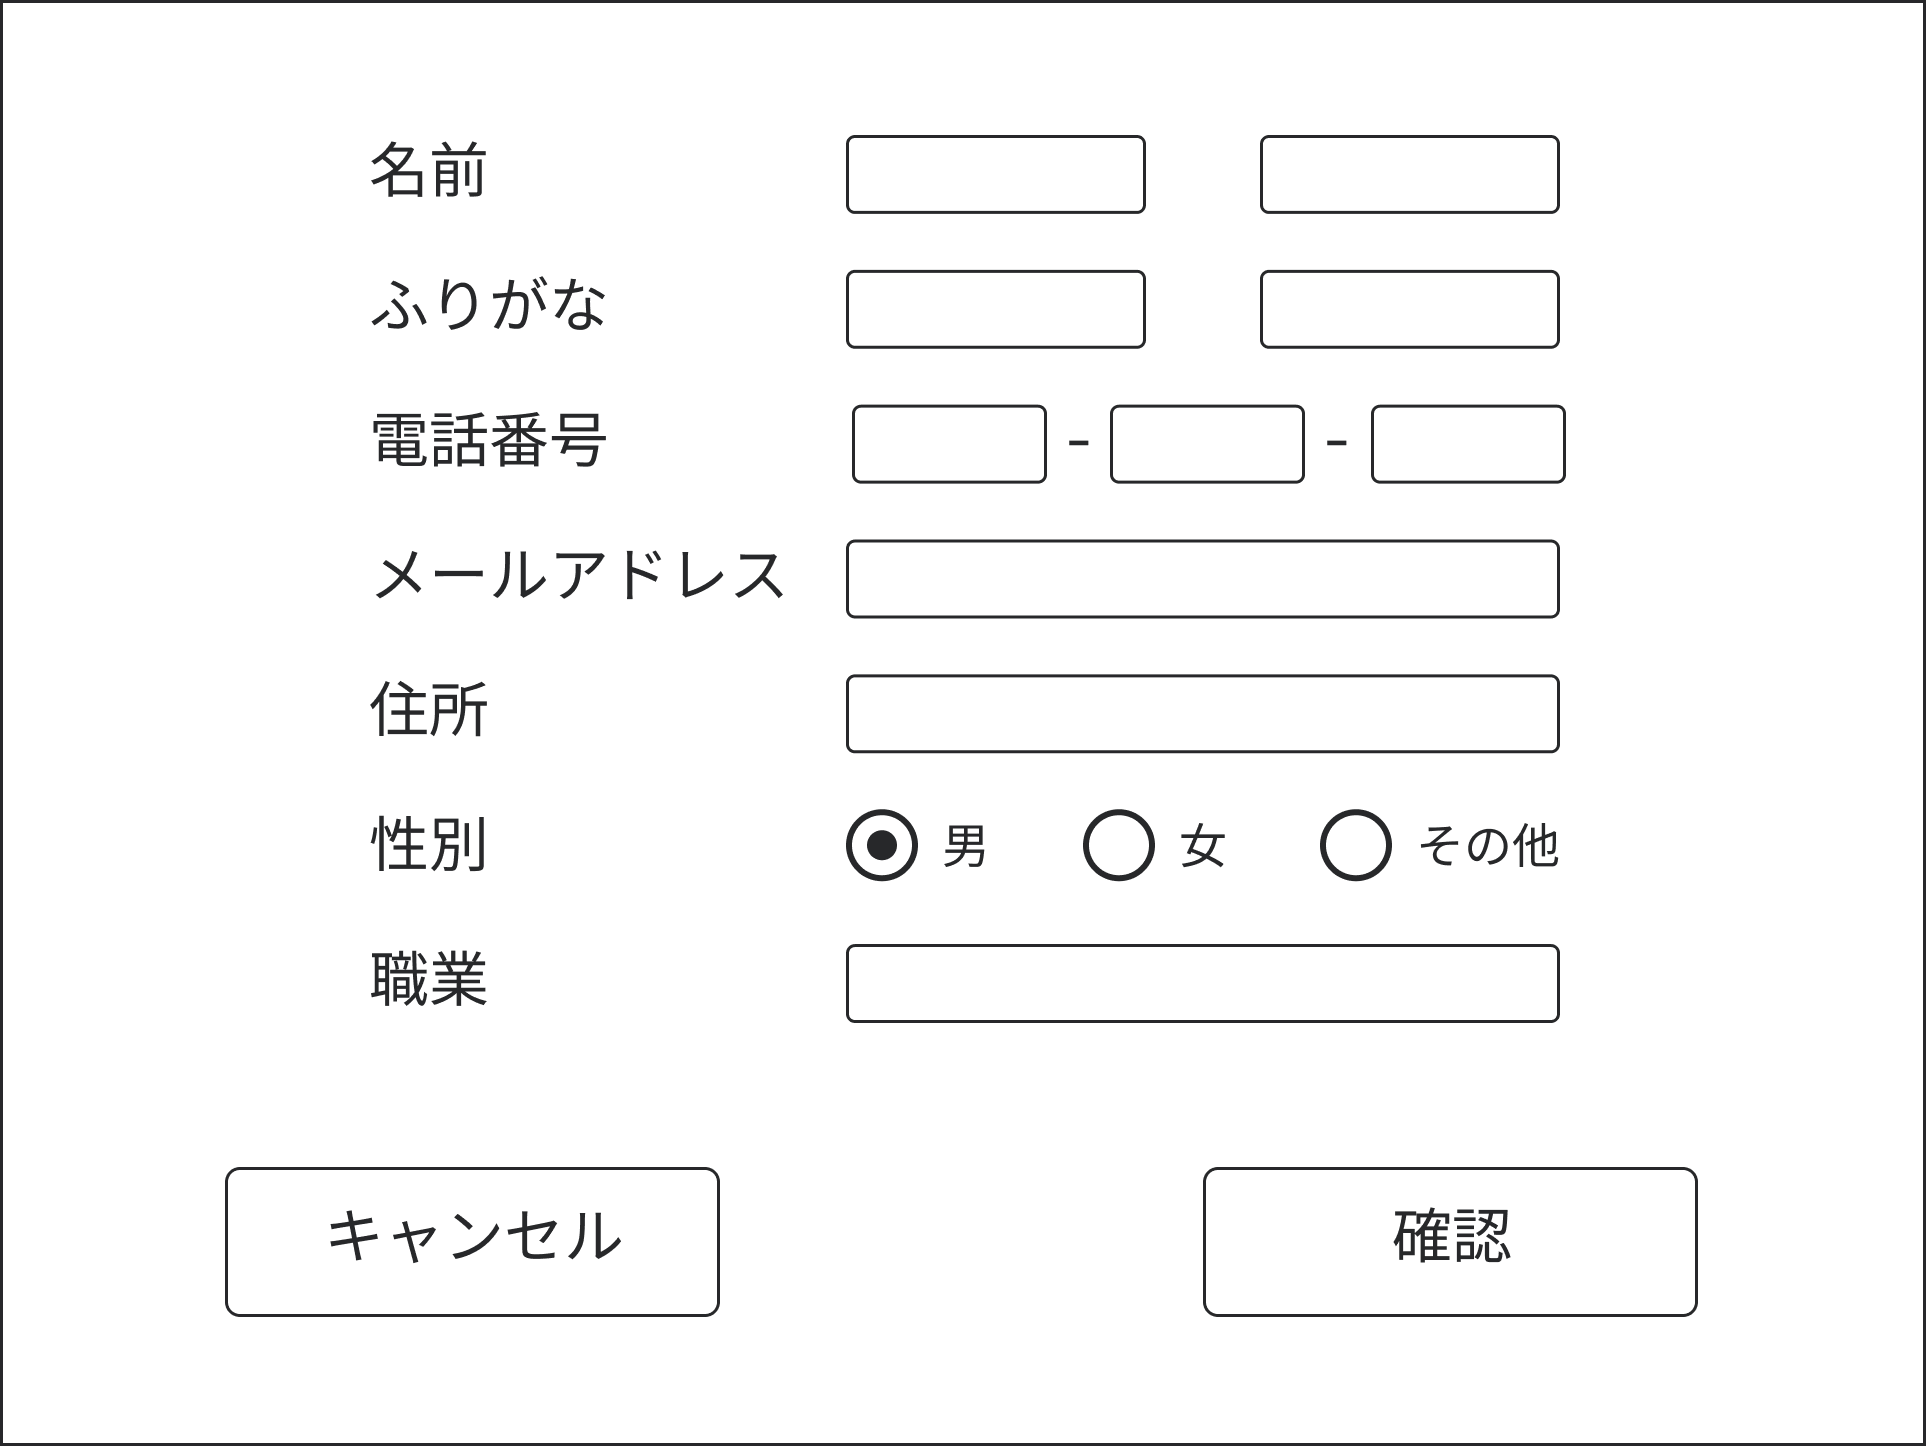 名前
ふりがな
電話番号 - -
メールアドレス
住所
性別 男 女 その他
職業
キャンセル 確認